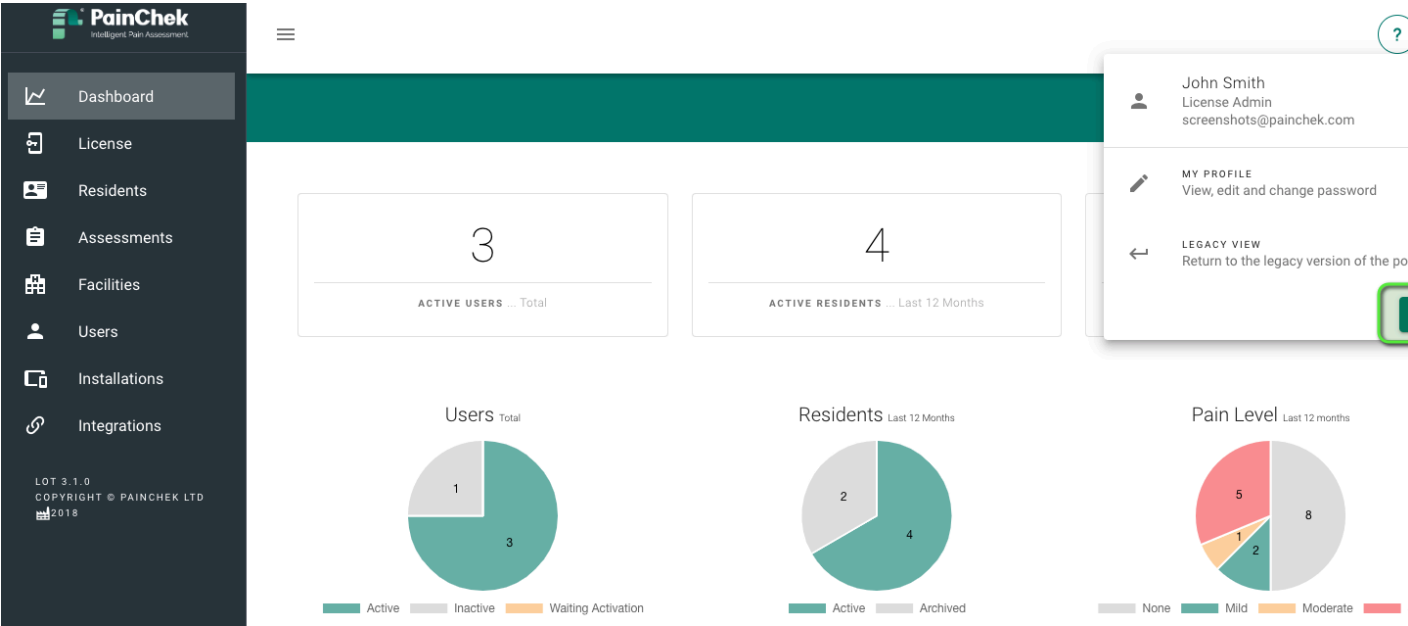 PainChek
Intelligent Pain Assessment
Dashboard
License
Residents
Assessments
Facilities
Users
Installations
Integrations
LOT 3.1.0
COPYRIGHT © PAINCHEK LTD
2018
?
John Smith
License Admin
screenshots@painchek.com
MY PROFILE
View, edit and change password
LEGACY VIEW
Return to the legacy version of the po
3
ACTIVE USERS ... Total
4
ACTIVE RESIDENTS ... Last 12 Months
Users Total
1
3
Active Inactive Waiting Activation
Residents Last 12 Months
2
4
Active Archived
Pain Level Last 12 months
5
8
1
2
None Mild Moderate